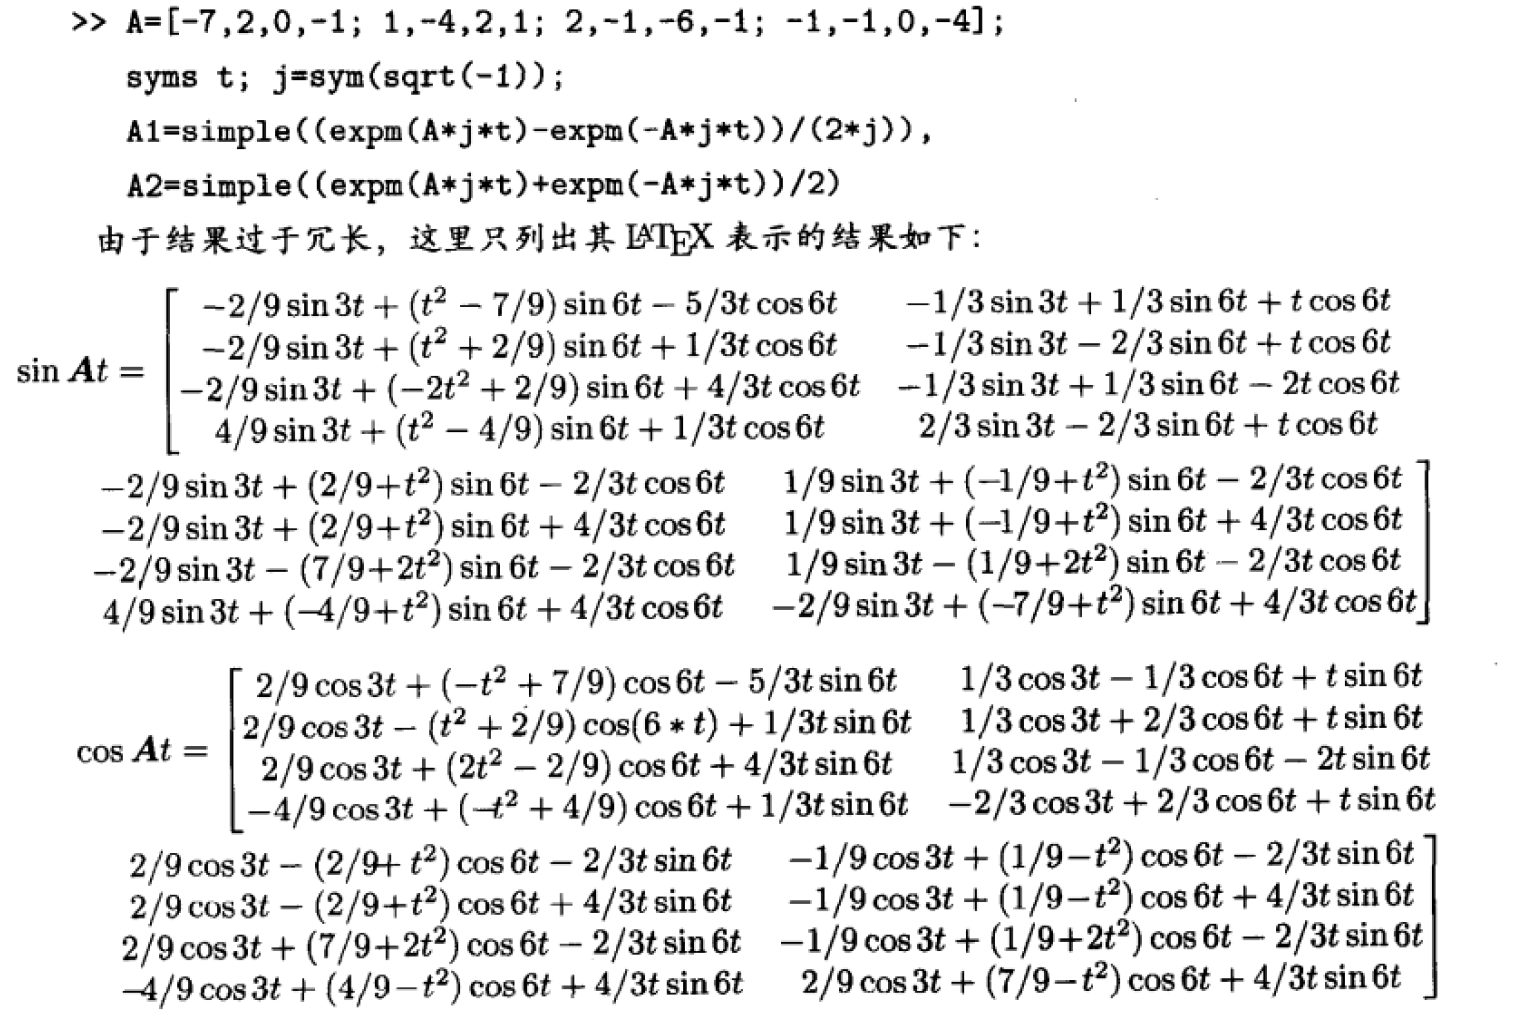 >> A=[-7,2,0,-1; 1,-4,2,1; 2,-1,-6,-1; -1,-1,0,-4];
syms t; j=sym(sqrt(-1));
A1=simple((expm(A*j*t)-expm(-A*j*t))/(2*j)),
A2=simple((expm(A*j*t)+expm(-A*j*t))/2)
由于结果过于冗长，这里只列出其 LATEX 表示的结果如下：
−2/9 sin 3t + (t² − 7/9) sin 6t − 5/3t cos 6t −1/3 sin 3t + 1/3 sin 6t + t cos 6t
−2/9 sin 3t + (t² + 2/9) sin 6t + 1/3t cos 6t −1/3 sin 3t − 2/3 sin 6t + t cos 6t
sin At =
−2/9 sin 3t + (−2t² + 2/9) sin 6t + 4/3t cos 6t −1/3 sin 3t + 1/3 sin 6t − 2t cos 6t
4/9 sin 3t + (t² − 4/9) sin 6t + 1/3t cos 6t 2/3 sin 3t − 2/3 sin 6t + t cos 6t
−2/9 sin 3t + (2/9+t²) sin 6t − 2/3t cos 6t 1/9 sin 3t + (−1/9+t²) sin 6t − 2/3t cos 6t
−2/9 sin 3t + (2/9+t²) sin 6t + 4/3t cos 6t 1/9 sin 3t + (−1/9+t²) sin 6t + 4/3t cos 6t
−2/9 sin 3t − (7/9+2t²) sin 6t − 2/3t cos 6t 1/9 sin 3t − (1/9+2t²) sin 6t − 2/3t cos 6t
4/9 sin 3t + (−4/9+t²) sin 6t + 4/3t cos 6t −2/9 sin 3t + (−7/9+t²) sin 6t + 4/3t cos 6t
2/9 cos 3t + (−t² + 7/9) cos 6t − 5/3t sin 6t 1/3 cos 3t − 1/3 cos 6t + t sin 6t
2/9 cos 3t − (t² + 2/9) cos(6 * t) + 1/3t sin 6t 1/3 cos 3t + 2/3 cos 6t + t sin 6t
cos At =
2/9 cos 3t + (2t² − 2/9) cos 6t + 4/3t sin 6t 1/3 cos 3t − 1/3 cos 6t − 2t sin 6t
−4/9 cos 3t + (−t² + 4/9) cos 6t + 1/3t sin 6t −2/3 cos 3t + 2/3 cos 6t + t sin 6t
2/9 cos 3t − (2/9+ t²) cos 6t − 2/3t sin 6t −1/9 cos 3t + (1/9−t²) cos 6t − 2/3t sin 6t
2/9 cos 3t − (2/9+t²) cos 6t + 4/3t sin 6t −1/9 cos 3t + (1/9−t²) cos 6t + 4/3t sin 6t
2/9 cos 3t + (7/9+2t²) cos 6t − 2/3t sin 6t −1/9 cos 3t + (1/9+2t²) cos 6t − 2/3t sin 6t
−4/9 cos 3t + (4/9−t²) cos 6t + 4/3t sin 6t 2/9 cos 3t + (7/9−t²) cos 6t + 4/3t sin 6t